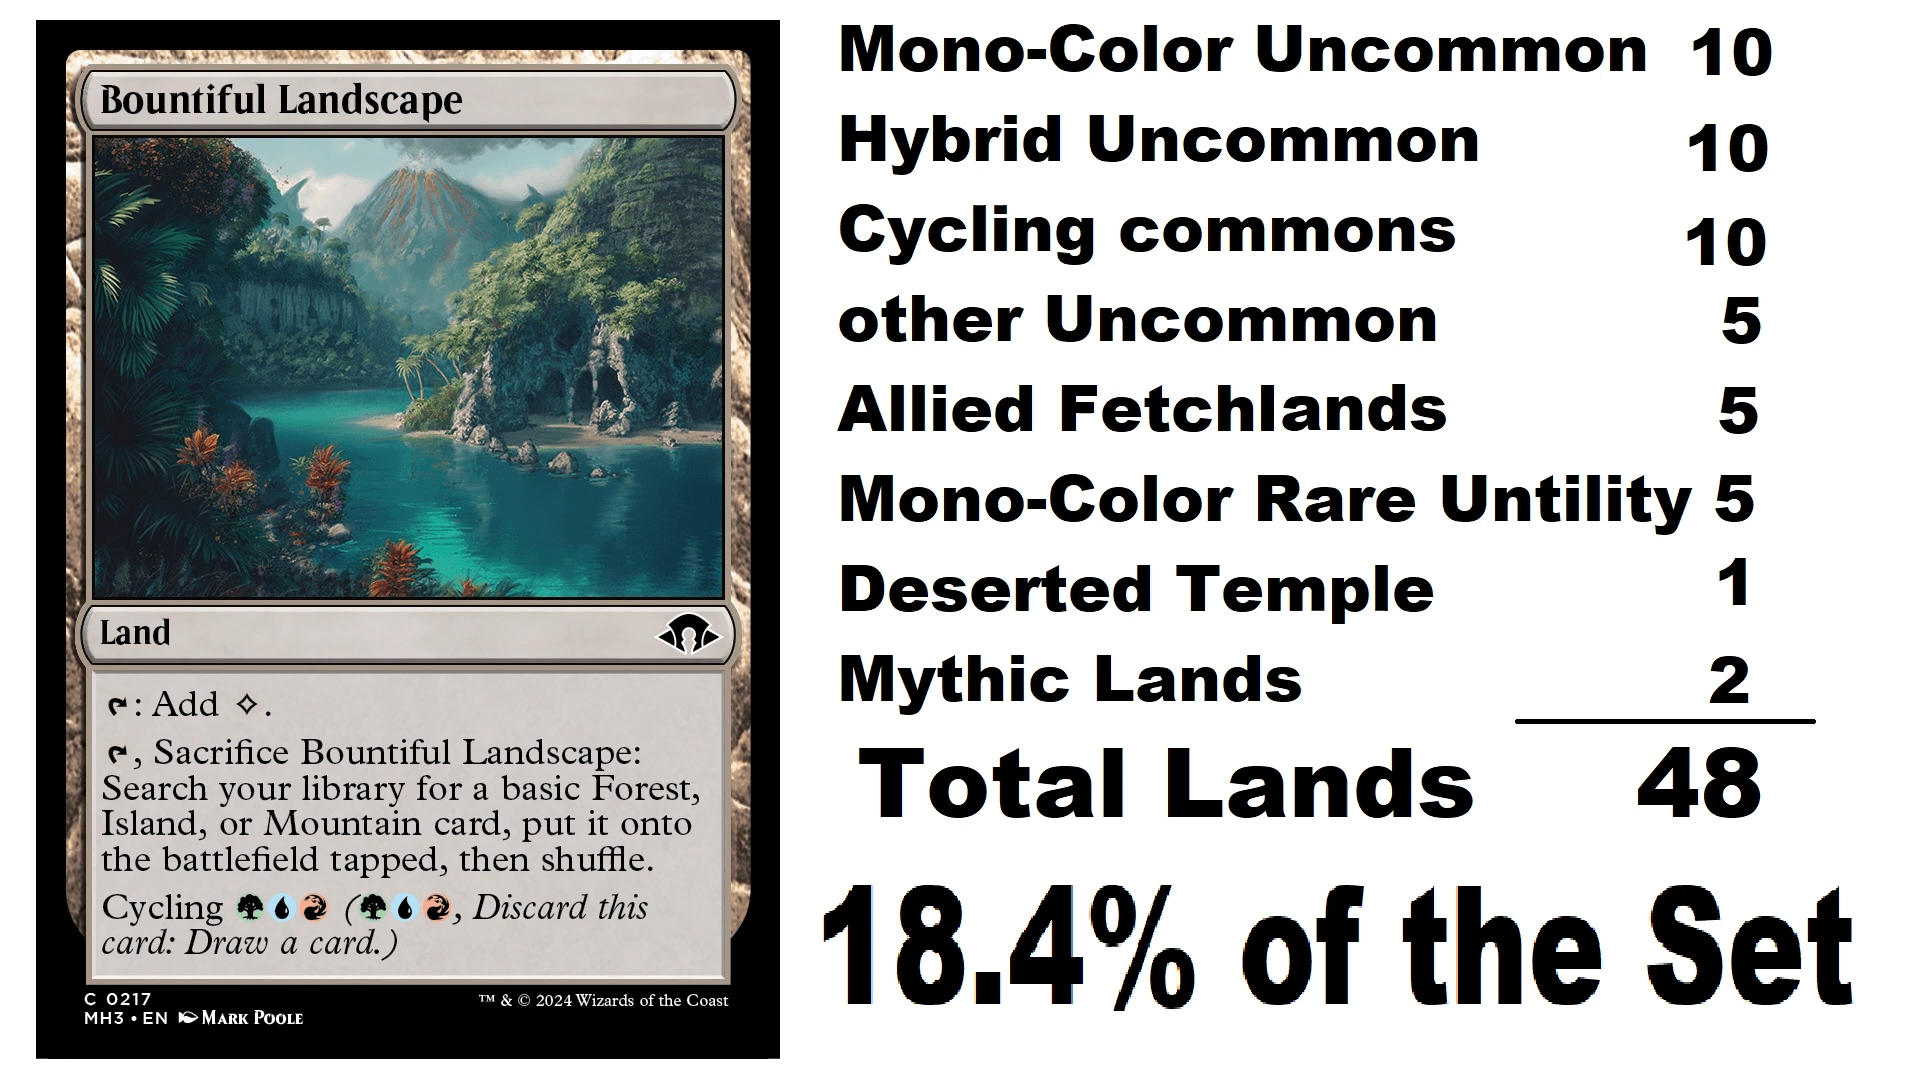 Bountiful Landscape
Land
: Add .
, Sacrifice Bountiful Landscape:
Search your library for a basic Forest,
Island, or Mountain card, put it onto
the battlefield tapped, then shuffle.
Cycling (, Discard this
card: Draw a card.)
C 0217
MH3 • EN MARK POOLE
™ & © 2024 Wizards of the Coast
Mono-Color Uncommon 10
Hybrid Uncommon 10
Cycling commons 10
other Uncommon 5
Allied Fetchlands 5
Mono-Color Rare Untility 5
Deserted Temple 1
Mythic Lands 2
Total Lands 48
18.4% of the Set